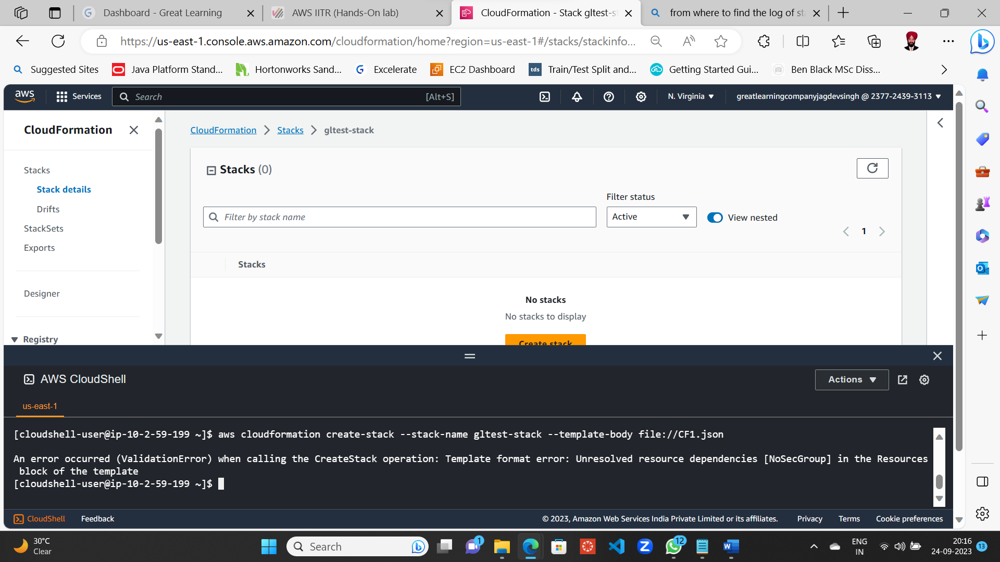 Dashboard - Great Learning
AWS IITR (Hands-On lab)
CloudFormation - Stack gltest-st
from where to find the log of sta
https://us-east-1.console.aws.amazon.com/cloudformation/home?region=us-east-1#/stacks/stackinfo...
Suggested Sites
Java Platform Stand...
Hortonworks Sand...
Excelerate
EC2 Dashboard
tds
Train/Test Split and...
Getting Started Gui...
Ben Black MSc Diss...
aws
Services
Search
[Alt+S]
N. Virginia
greatlearningcompanyjagdevsingh @ 2377-2439-3113
CloudFormation
Stacks
Stack details
Drifts
StackSets
Exports
Designer
Registry
CloudFormation > Stacks > gltest-stack
Stacks (0)
Filter status
Filter by stack name
Active
View nested
1
Stacks
No stacks
No stacks to display
Create stack
AWS CloudShell
Actions
us-east-1
[cloudshell-user@ip-10-2-59-199 ~]$ aws cloudformation create-stack --stack-name gltest-stack --template-body file://CF1.json
An error occurred (ValidationError) when calling the CreateStack operation: Template format error: Unresolved resource dependencies [NoSecGroup] in the Resources
block of the template
[cloudshell-user@ip-10-2-59-199 ~]$
CloudShell
Feedback
© 2023, Amazon Web Services India Private Limited or its affiliates.
Privacy
Terms
Cookie preferences
30°C
Clear
Search
1
12
ENG
IN
20:16
24-09-2023
13